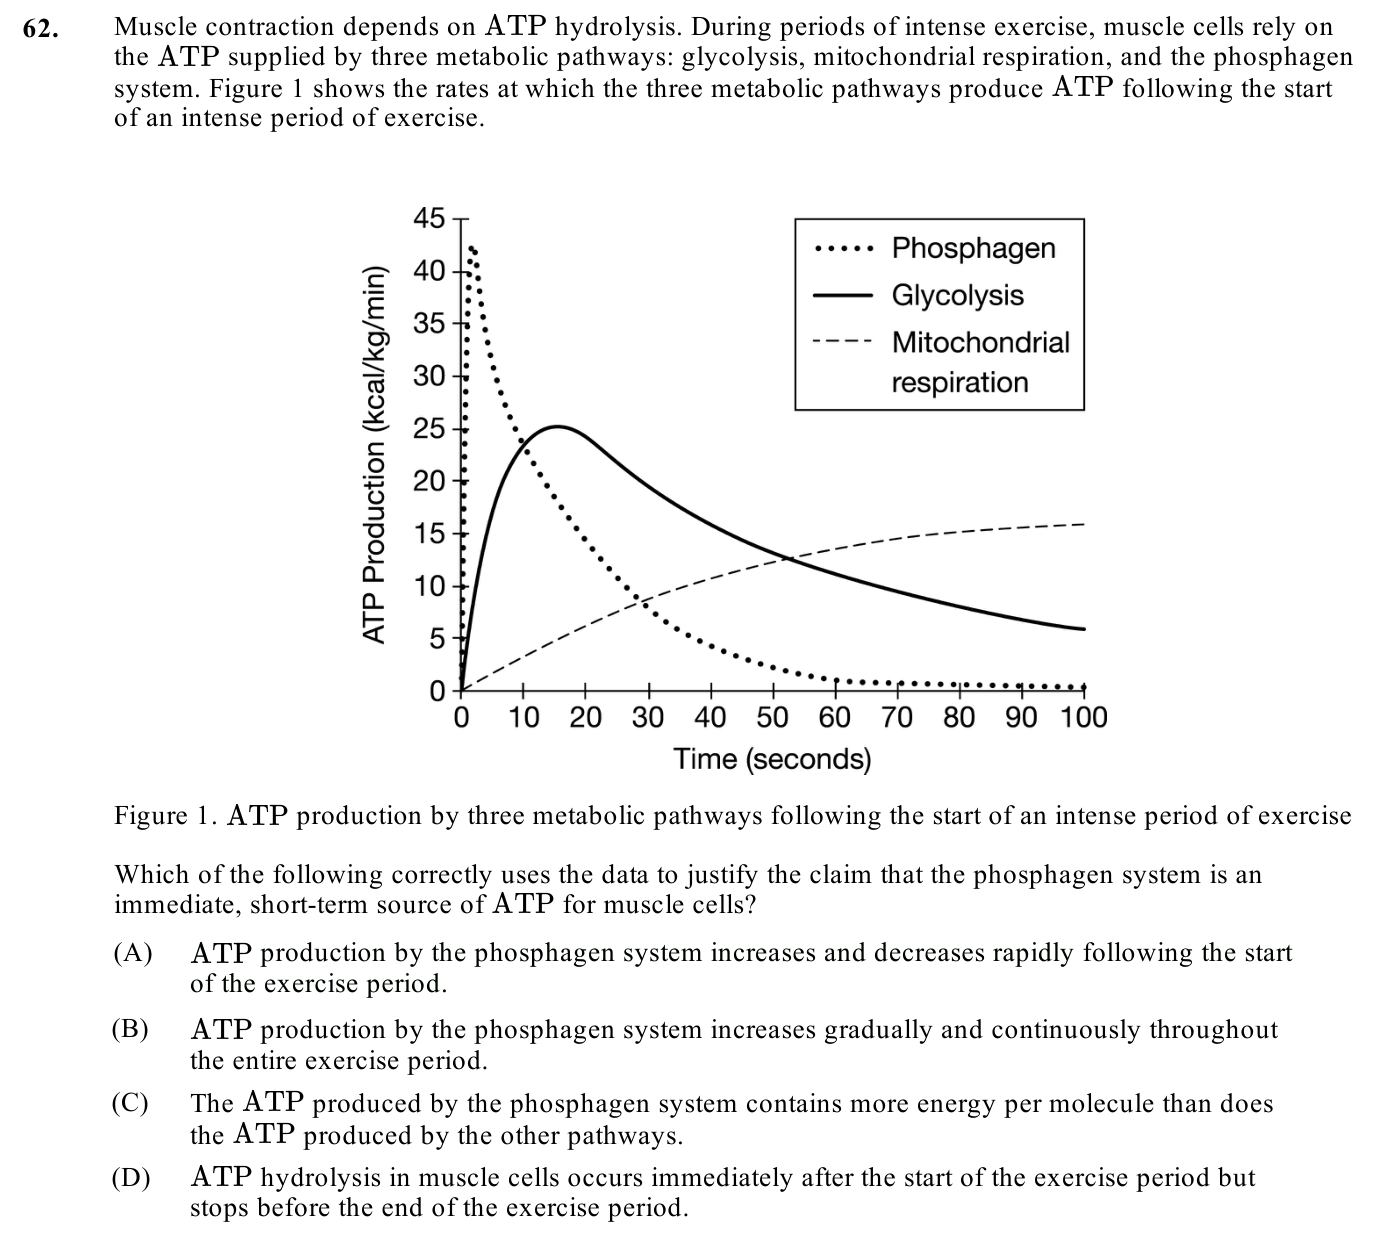 62. Muscle contraction depends on ATP hydrolysis. During periods of intense exercise, muscle cells rely on
the ATP supplied by three metabolic pathways: glycolysis, mitochondrial respiration, and the phosphagen
system. Figure 1 shows the rates at which the three metabolic pathways produce ATP following the start
of an intense period of exercise.
45
40
35
30
25
20
15
10
5
0
ATP Production (kcal/kg/min)
Phosphagen
Glycolysis
Mitochondrial
respiration
0 10 20 30 40 50 60 70 80 90 100
Time (seconds)
Figure 1. ATP production by three metabolic pathways following the start of an intense period of exercise
Which of the following correctly uses the data to justify the claim that the phosphagen system is an
immediate, short-term source of ATP for muscle cells?
(A) ATP production by the phosphagen system increases and decreases rapidly following the start
of the exercise period.
(B) ATP production by the phosphagen system increases gradually and continuously throughout
the entire exercise period.
(C) The ATP produced by the phosphagen system contains more energy per molecule than does
the ATP produced by the other pathways.
(D) ATP hydrolysis in muscle cells occurs immediately after the start of the exercise period but
stops before the end of the exercise period.